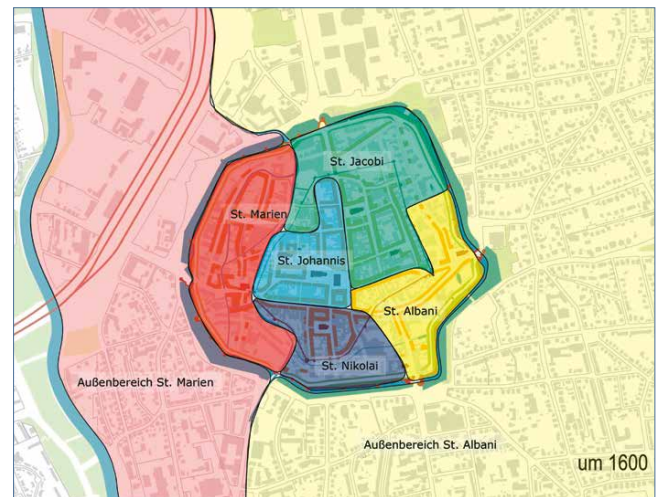 St. Jacobi
St. Marien
St. Johannis
St. Albani
St. Nikolai
Außenbereich St. Marien
Außenbereich St. Albani
um 1600